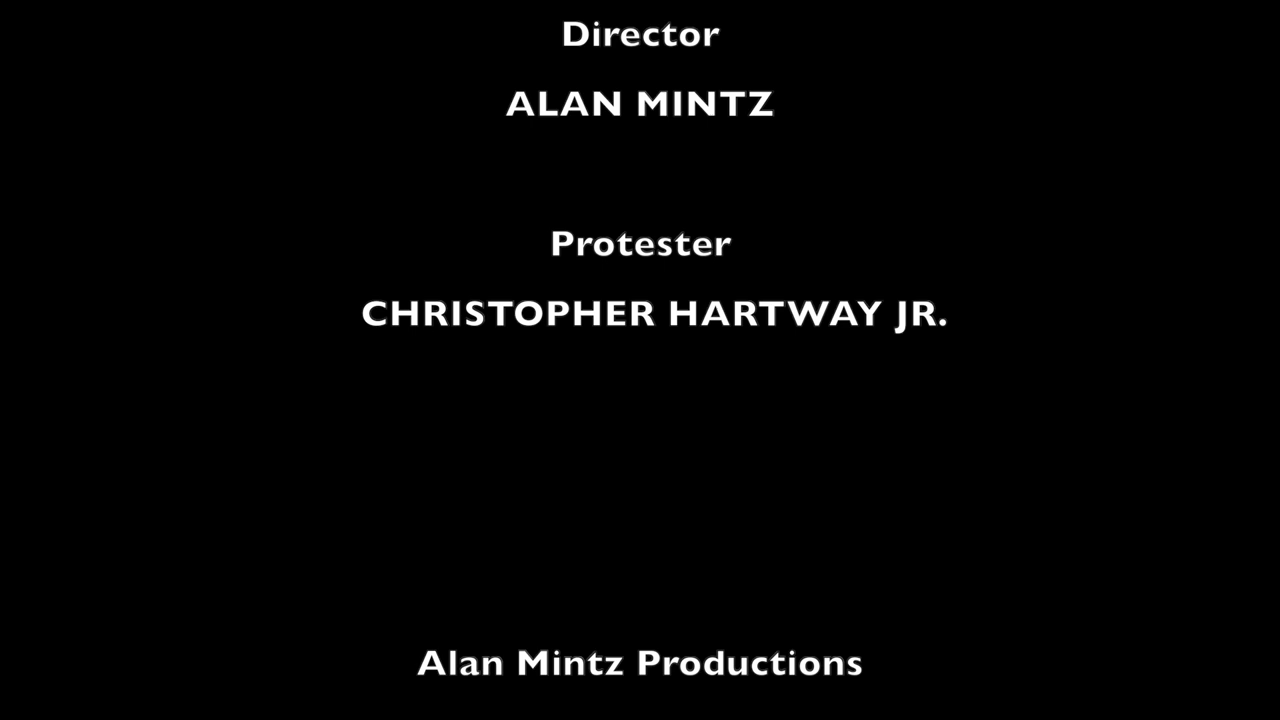 Director
ALAN MINTZ
Protester
CHRISTOPHER HARTWAY JR.
Alan Mintz Productions